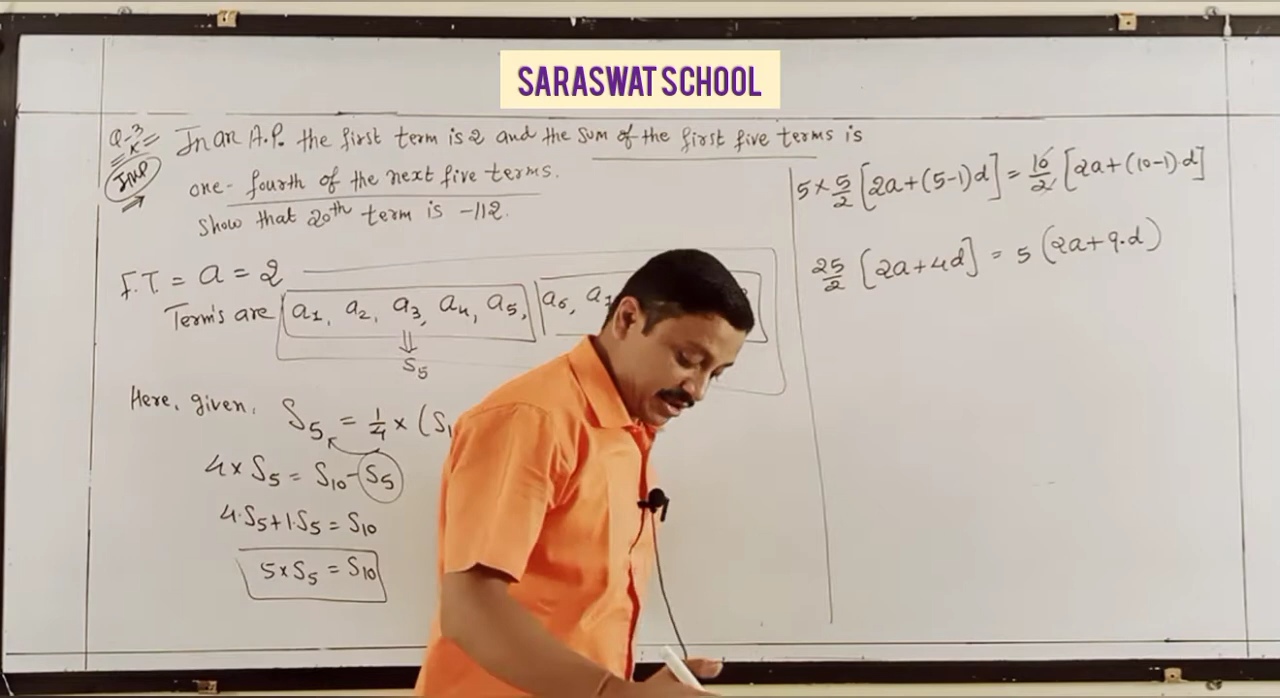 SARASWAT SCHOOL
Q-3 In an A.P. the first term is 2 and the sum of the first five terms is
Imp one-fourth of the next five terms.
Show that 20th term is -112.
F.T. = a = 2
Term's are a1, a2, a3, a4, a5, a6,
S5
Here, given, S5 = 1/4 × (S
4 × S5 = S10 - S5
4·S5 + 1·S5 = S10
5 × S5 = S10
5 × 5/2 [2a + (5-1)d] = 10/2 [2a + (10-1)·d]
25/2 [2a + 4d] = 5 (2a + 9·d)